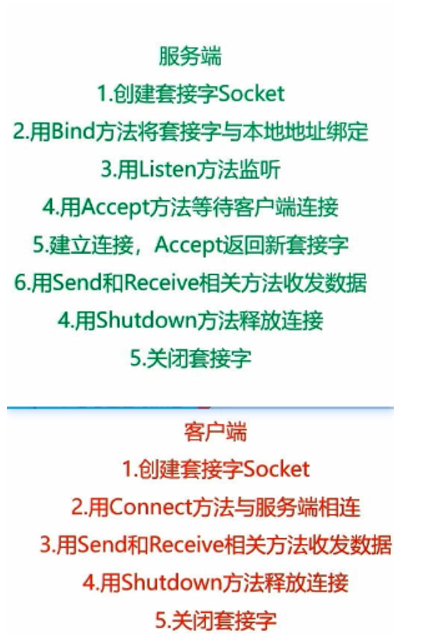 服务端
1.创建套接字Socket
2.用Bind方法将套接字与本地地址绑定
3.用Listen方法监听
4.用Accept方法等待客户端连接
5.建立连接，Accept返回新套接字
6.用Send和Receive相关方法收发数据
4.用Shutdown方法释放连接
5.关闭套接字
客户端
1.创建套接字Socket
2.用Connect方法与服务端相连
3.用Send和Receive相关方法收发数据
4.用Shutdown方法释放连接
5.关闭套接字